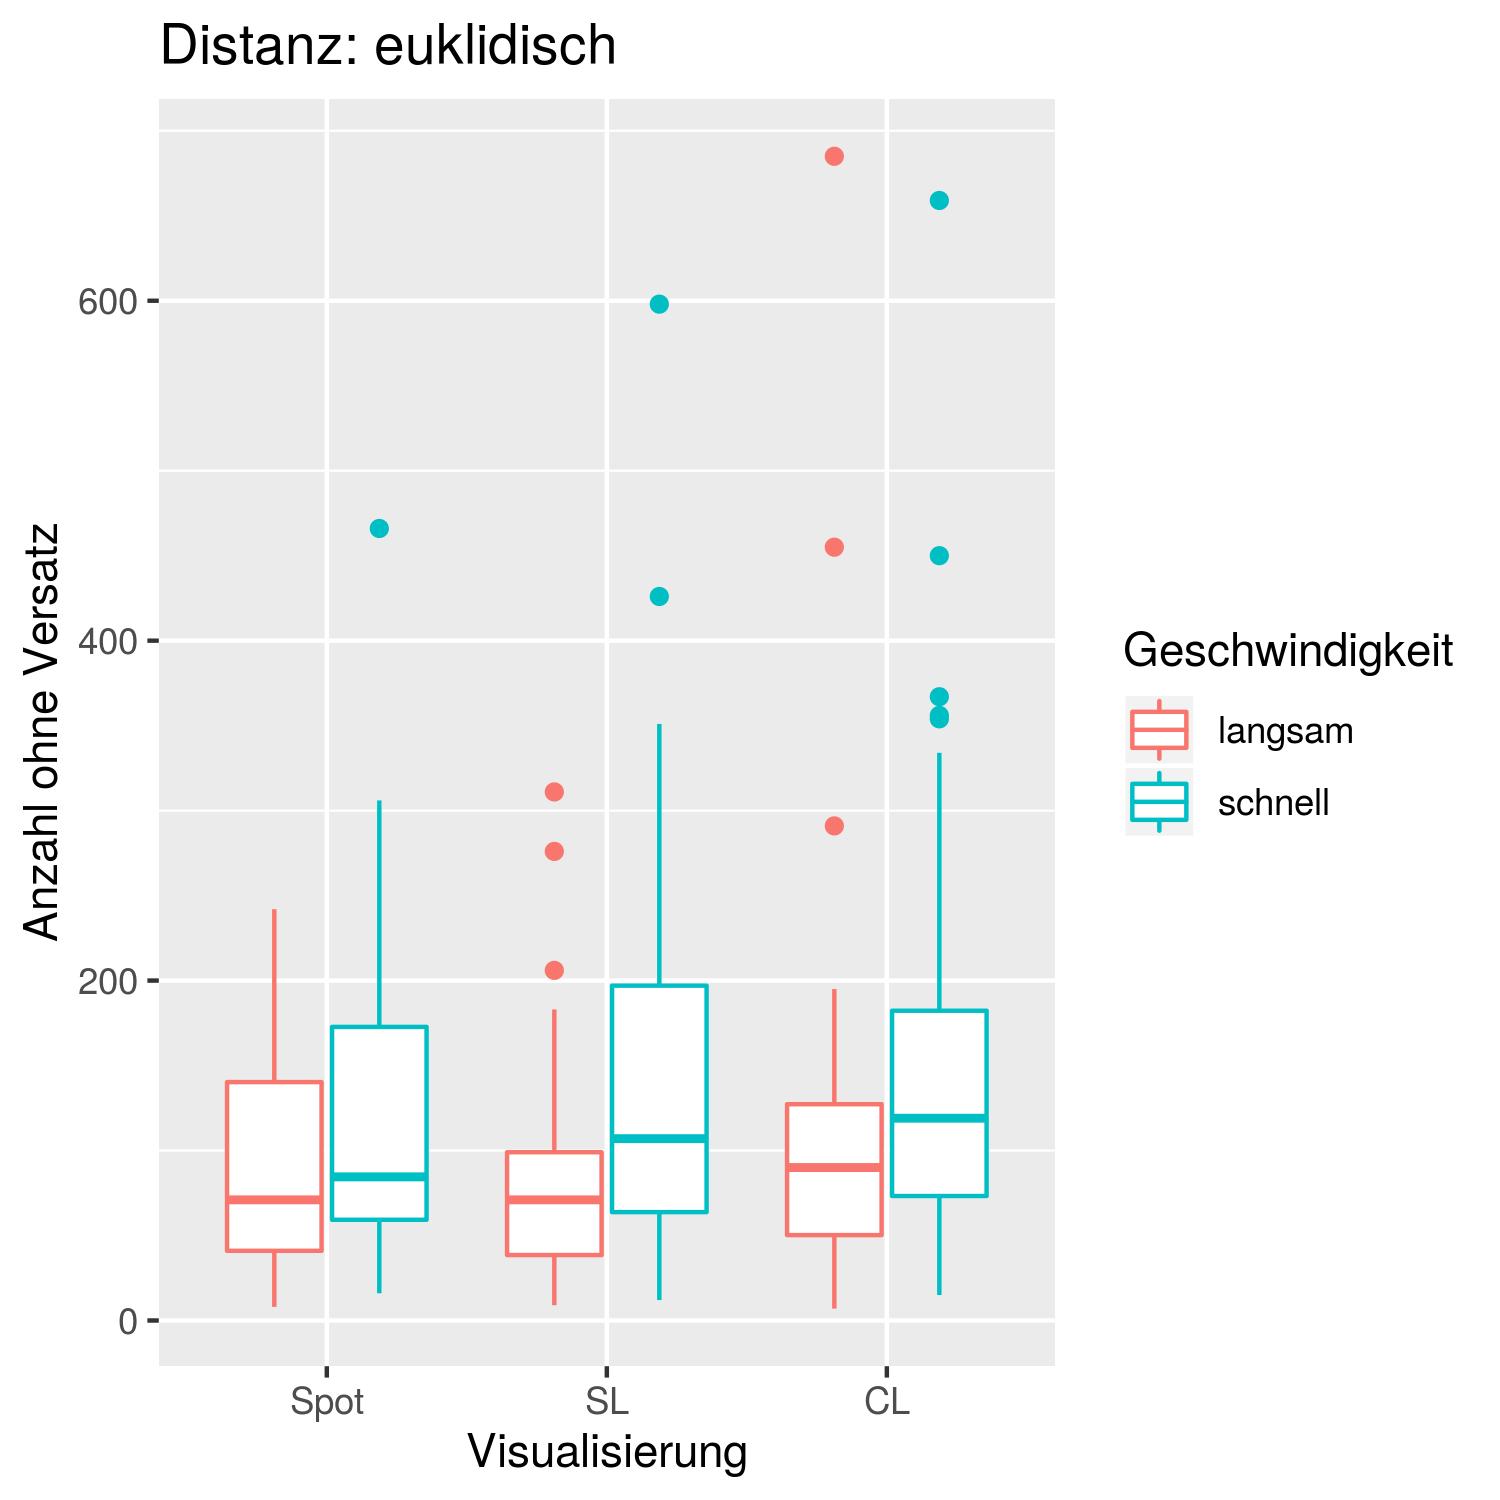 Distanz: euklidisch
Anzahl ohne Versatz
600
400
200
0
Spot
SL
CL
Visualisierung
Geschwindigkeit
langsam
schnell